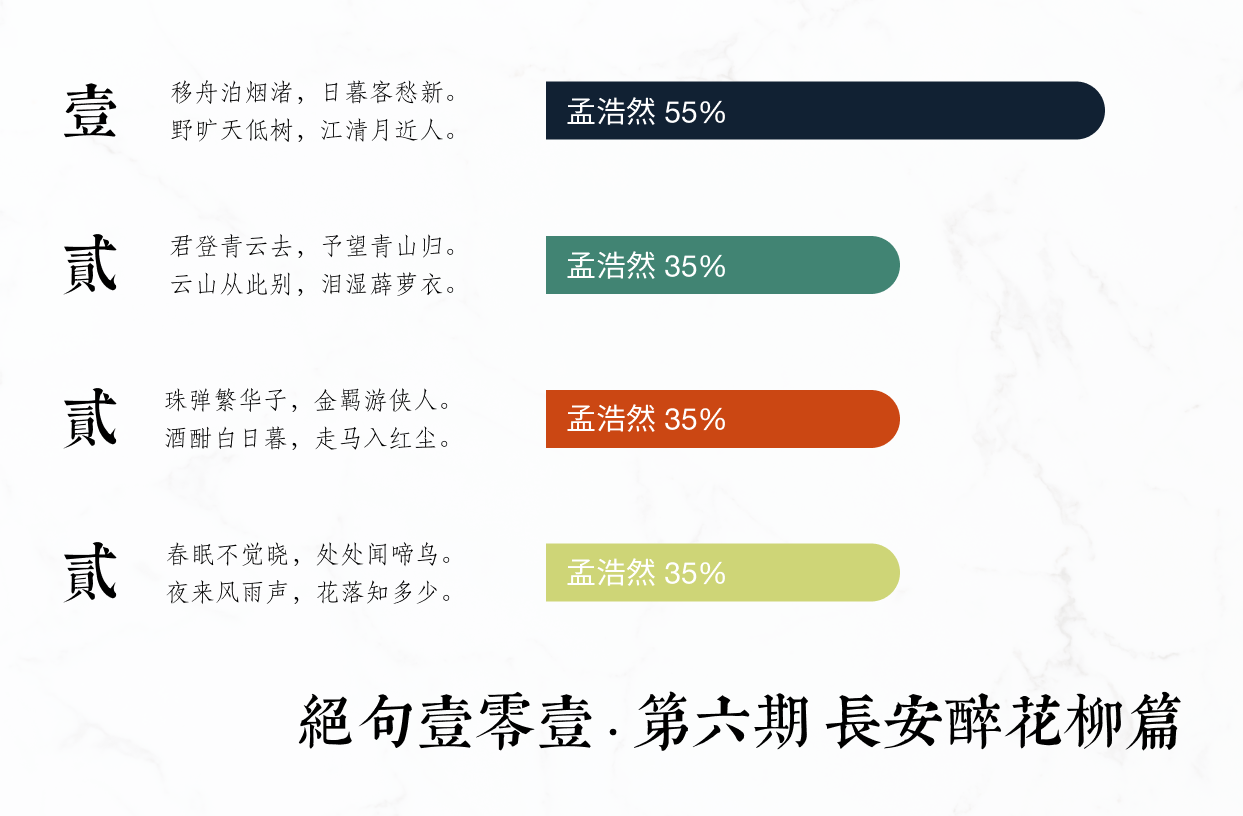 壹
移舟泊烟渚，日暮客愁新。
野旷天低树，江清月近人。
孟浩然 55%
貳
君登青云去，予望青山归。
云山从此别，泪湿薜萝衣。
孟浩然 35%
貳
珠弹繁华子，金羁游侠人。
酒酣白日暮，走马入红尘。
孟浩然 35%
貳
春眠不觉晓，处处闻啼鸟。
夜来风雨声，花落知多少。
孟浩然 35%
絕句壹零壹 · 第六期 長安醉花柳篇